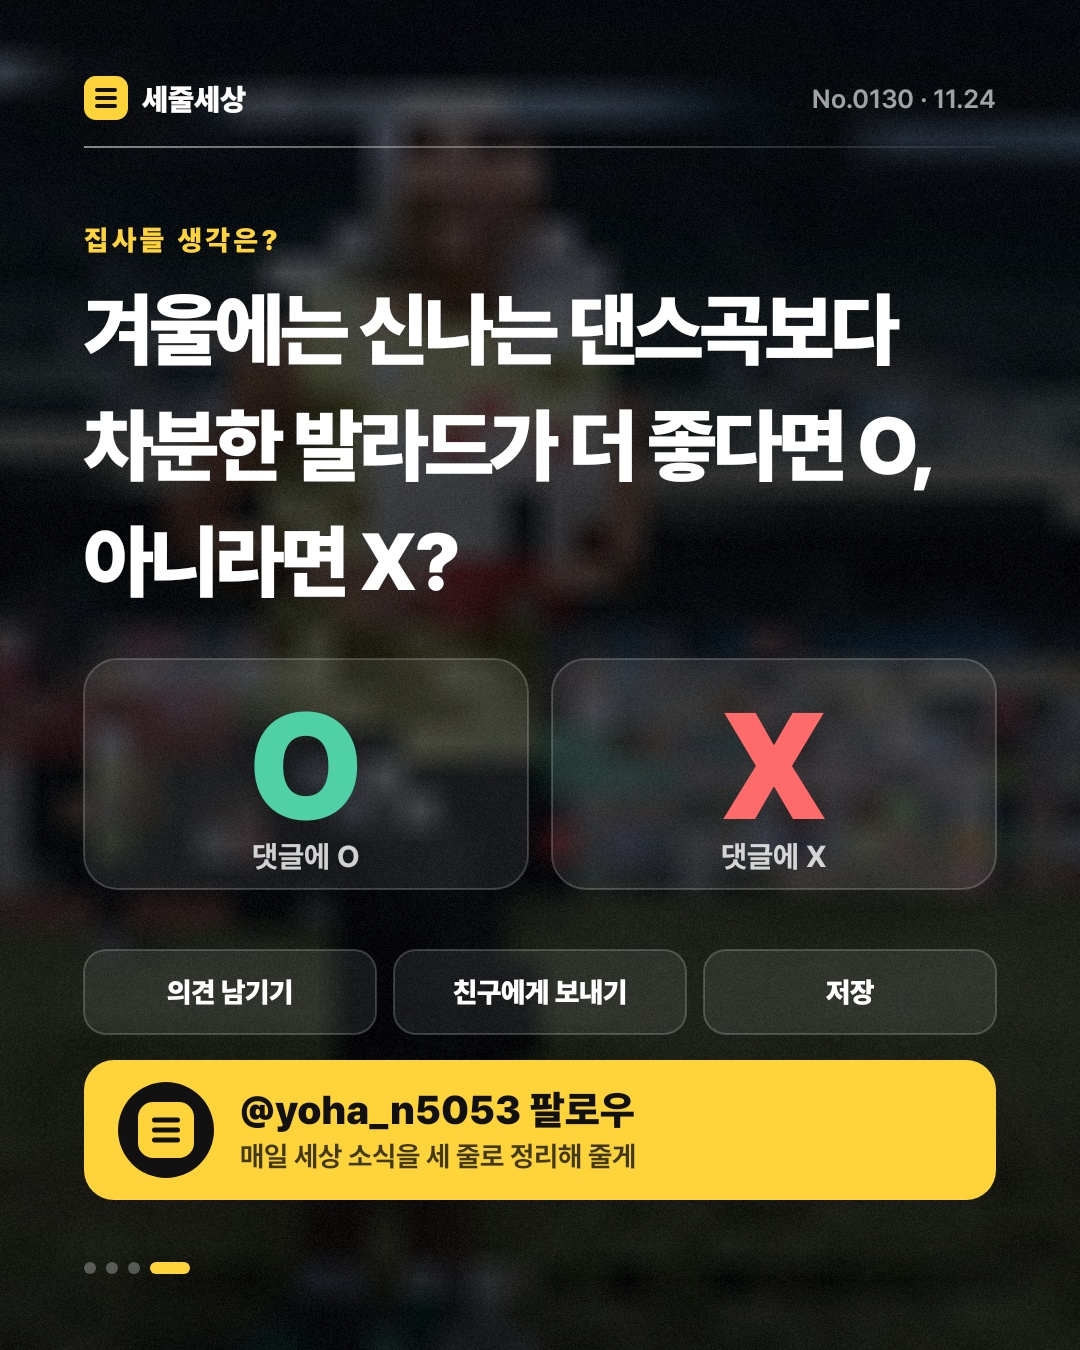 세줄세상
No.0130 · 11.24
집사들 생각은?
겨울에는 신나는 댄스곡보다
차분한 발라드가 더 좋다면 O,
아니라면 X?
O
X
댓글에 O
댓글에 X
의견 남기기
친구에게 보내기
저장
@yoha_n5053 팔로우
매일 세상 소식을 세 줄로 정리해 줄게